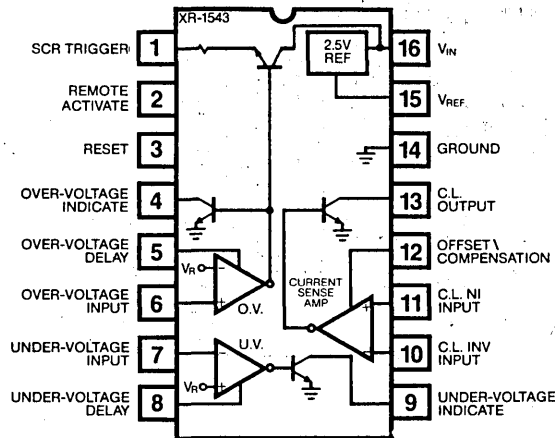 XR-1543
SCR TRIGGER
1
REMOTE
ACTIVATE
2
RESET
3
OVER-VOLTAGE
INDICATE
4
OVER-VOLTAGE
DELAY
5
OVER-VOLTAGE
INPUT
6
UNDER-VOLTAGE
INPUT
7
UNDER-VOLTAGE
DELAY
8
2.5V
REF
VR
O.V.
U.V.
VR
CURRENT
SENSE
AMP
16
VIN
15
VREF
14
GROUND
13
C.L.
OUTPUT
12
OFFSET\
COMPENSATION
11
C.L. NI
INPUT
10
C.L. INV
INPUT
9
UNDER-VOLTAGE
INDICATE